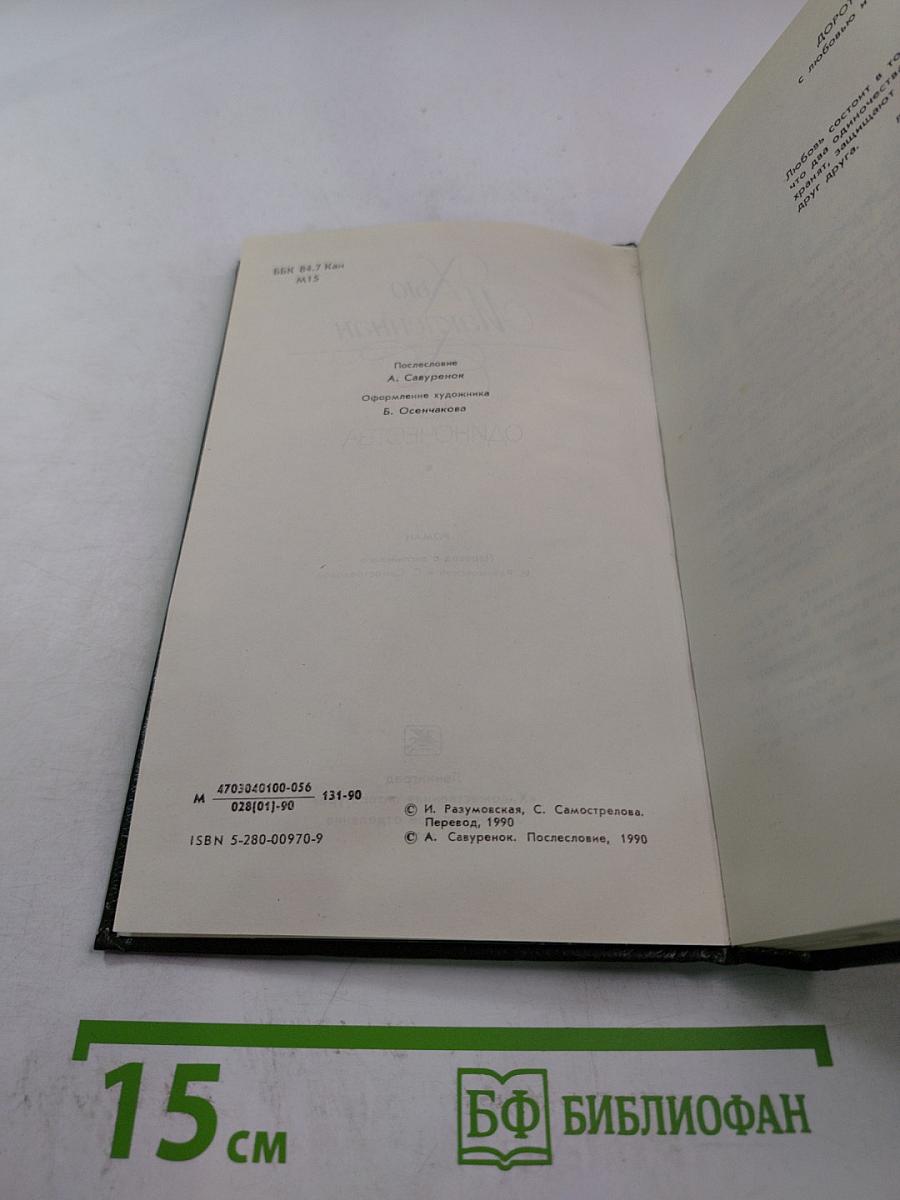 ББК 84.7 Кан
М15
Послесловие
А. Савуренок
Оформление художника
Б. Осенчакова
М 4703040100-056 131-90
028[01]-90
ISBN 5-280-00970-9
© И. Разумовская, С. Самострелова.
Перевод, 1990
© А. Савуренок. Послесловие, 1990
с любовью и
Любовь состоит в
что два
хранят, защищают
друг друга.
15 см
БФ БИБЛИОФАН